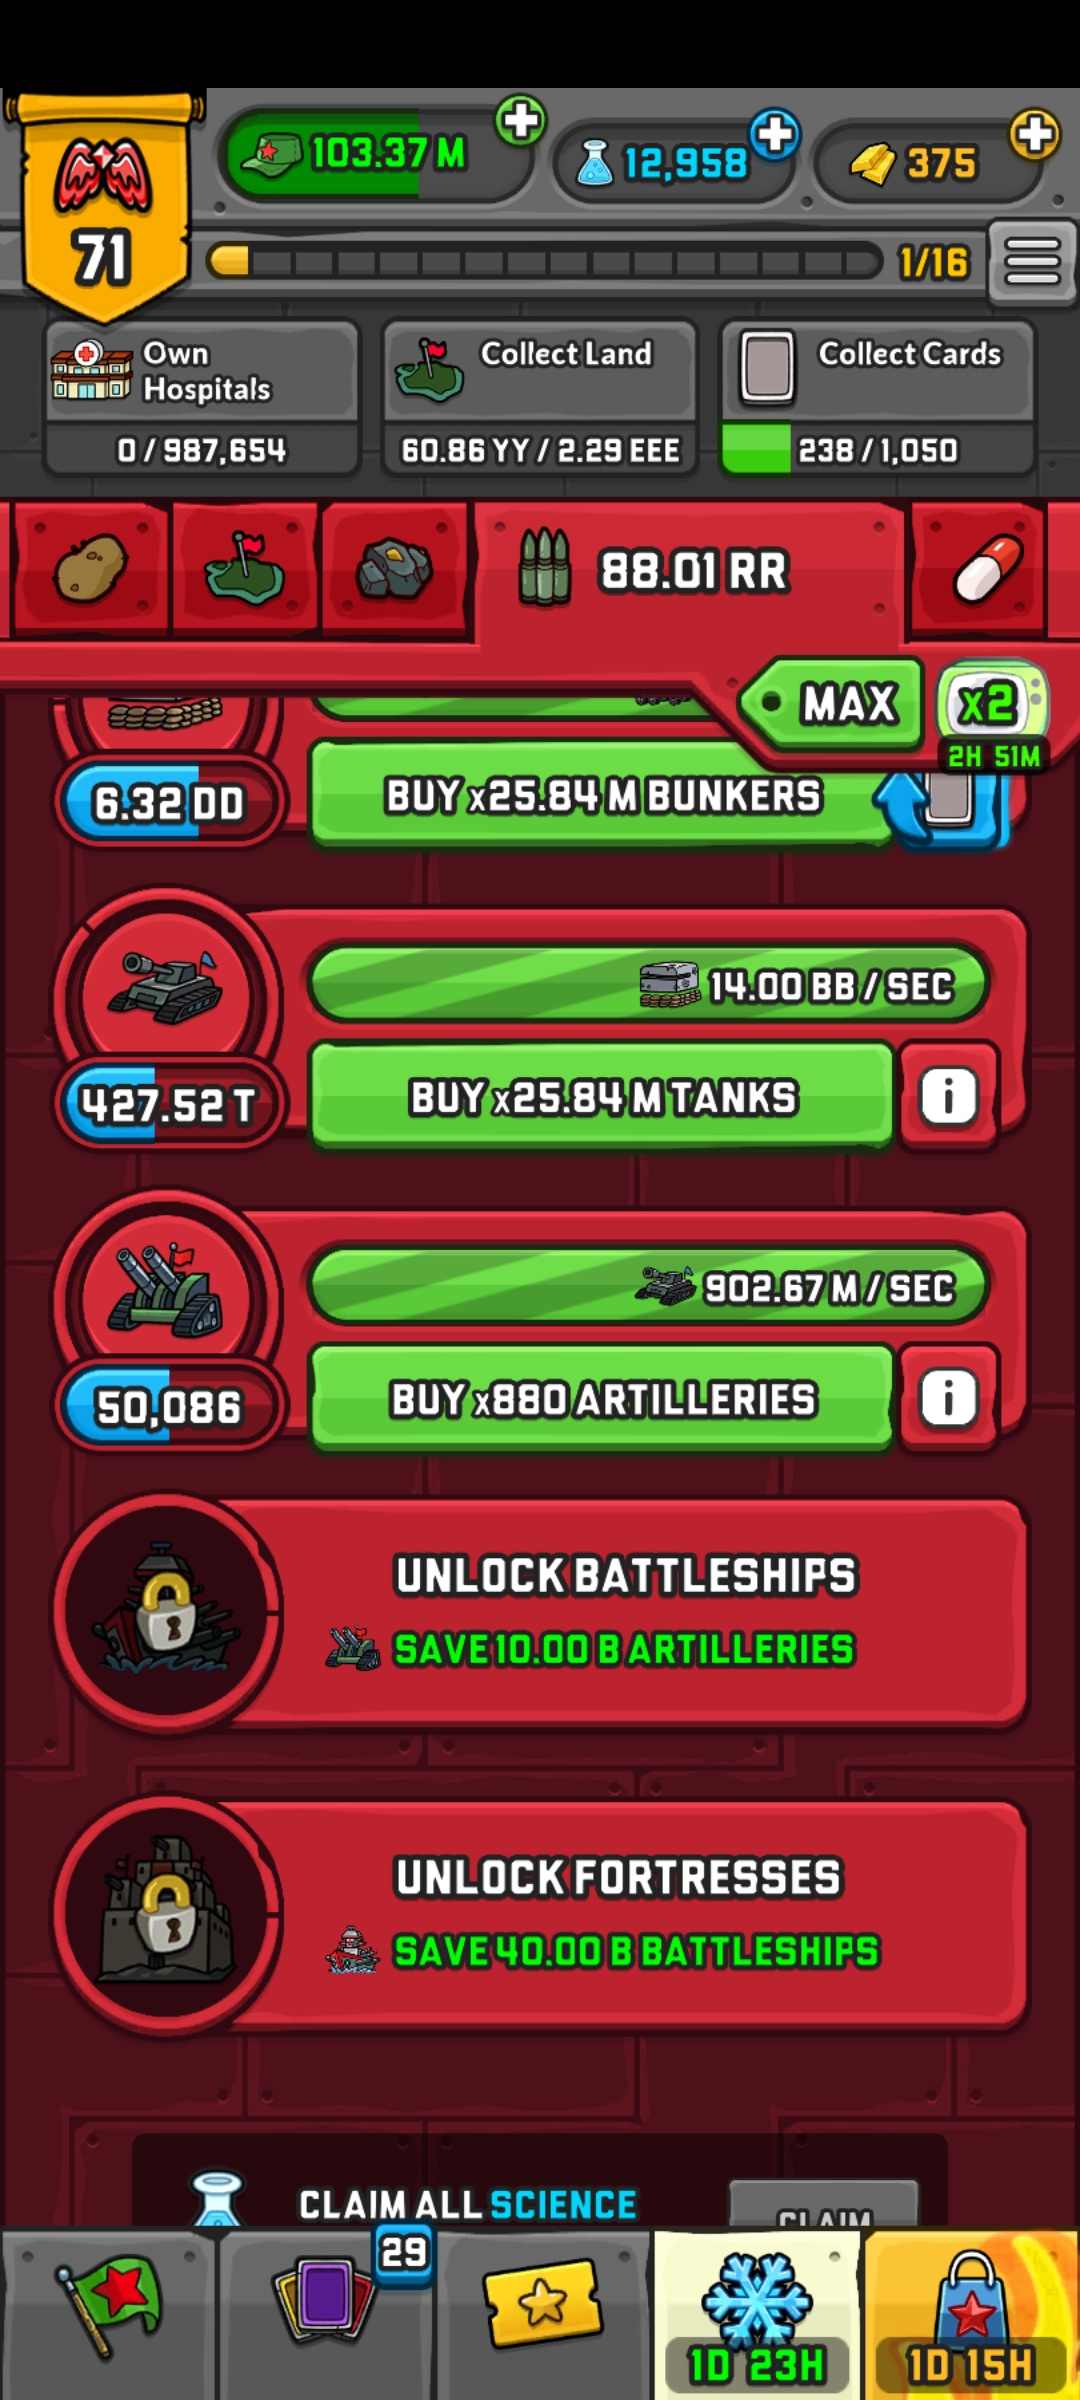 103.37 M
12,958
375
71
1/16
Own
Hospitals
0 / 987,654
Collect Land
60.86 YY / 2.29 EEE
Collect Cards
238 / 1,050
88.01 RR
MAX
x2
2H 51M
6.32 DD
BUY x25.84 M BUNKERS
14.00 BB / SEC
427.52 T
BUY x25.84 M TANKS
i
902.67 M / SEC
50,086
BUY x880 ARTILLERIES
i
UNLOCK BATTLESHIPS
SAVE 10.00 B ARTILLERIES
UNLOCK FORTRESSES
SAVE 40.00 B BATTLESHIPS
CLAIM ALL SCIENCE
CLAIM
29
1D 23H
1D 15H